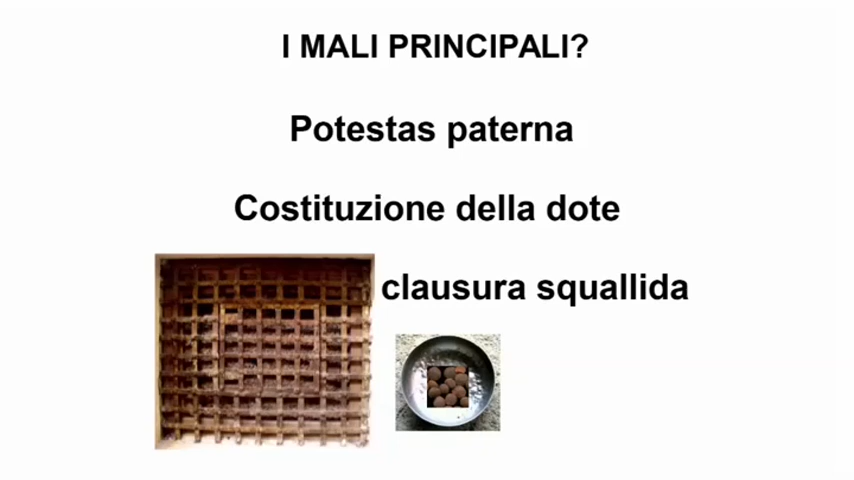 I MALI PRINCIPALI?
Potestas paterna
Costituzione della dote
clausura squallida